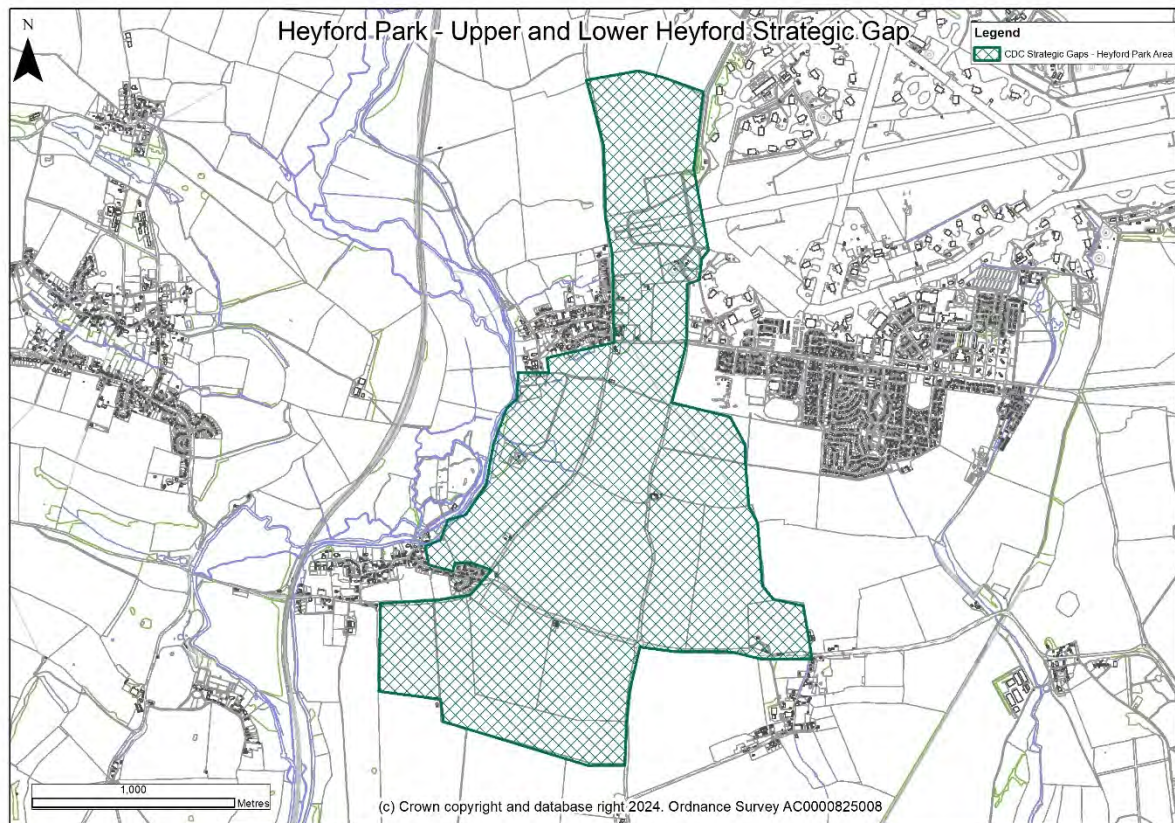 N
Heyford Park - Upper and Lower Heyford Strategic Gap
Legend
CDC Strategic Gaps - Heyford Park Area
1,000
Metres
(c) Crown copyright and database right 2024. Ordnance Survey AC0000825008